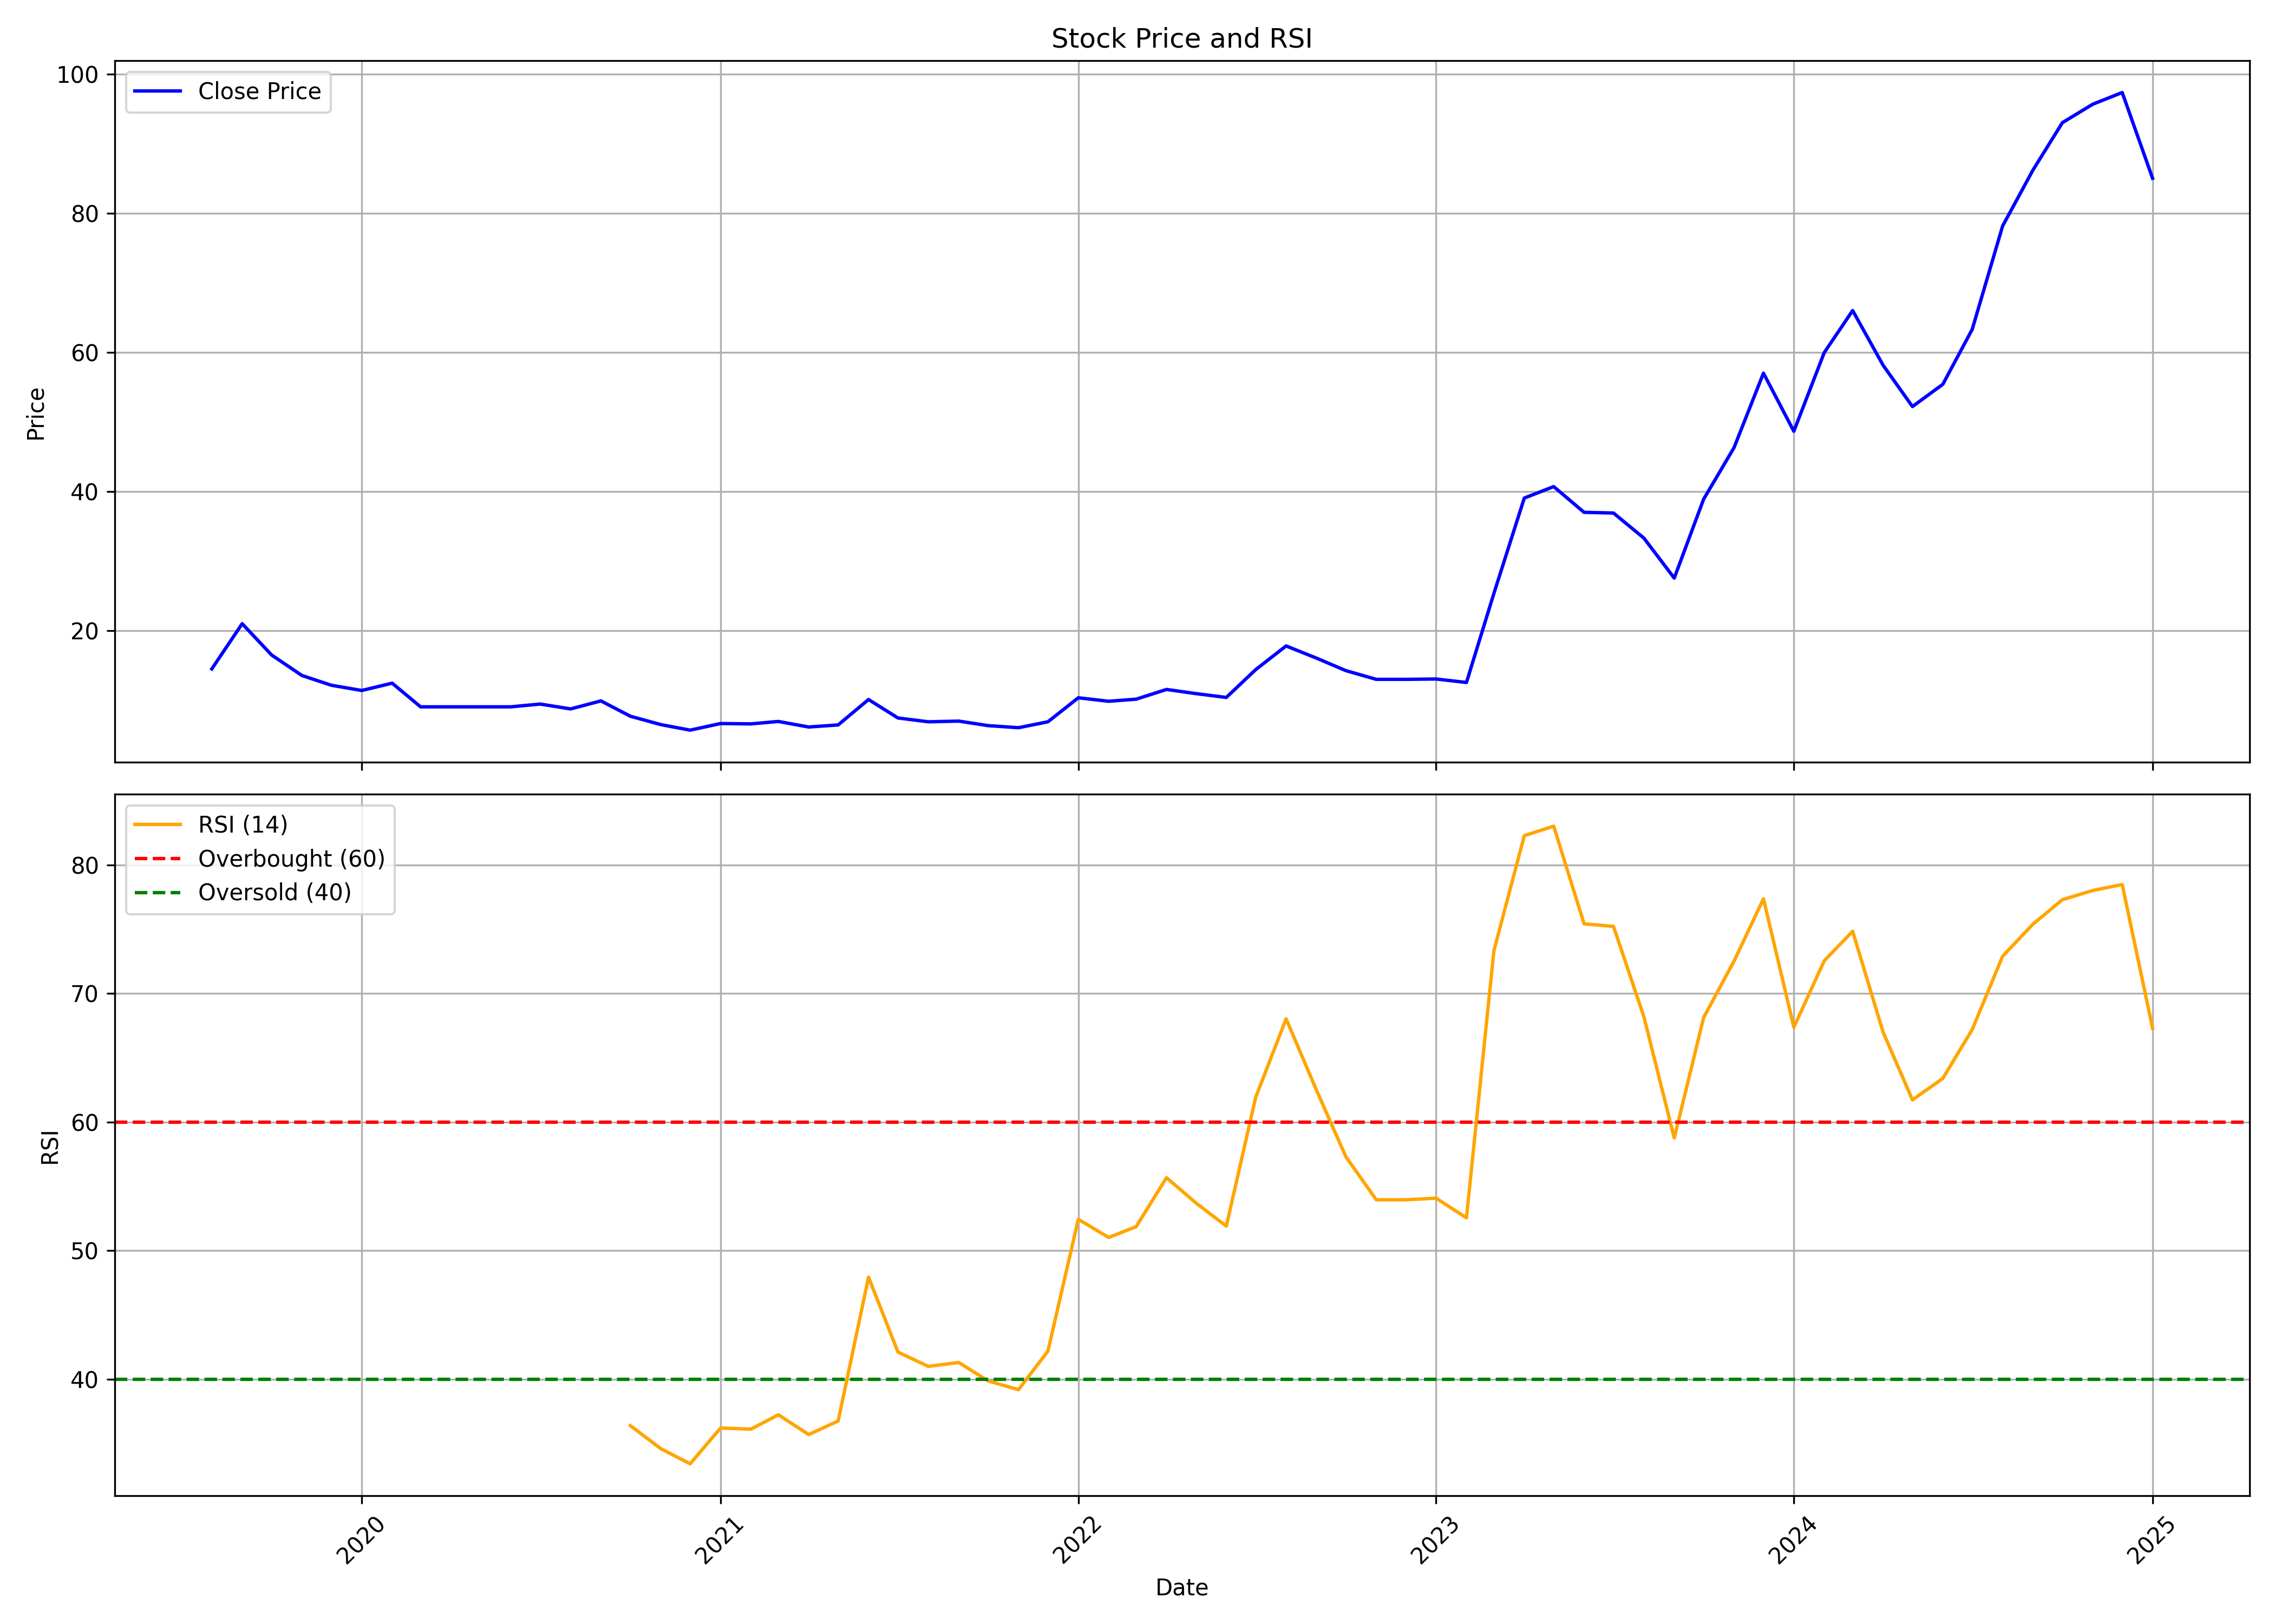 Stock Price and RSI
Close Price
100
80
60
40
20
Price
RSI (14)
Overbought (60)
Oversold (40)
80
70
60
50
40
RSI
2020
2021
2022
2023
2024
2025
Date